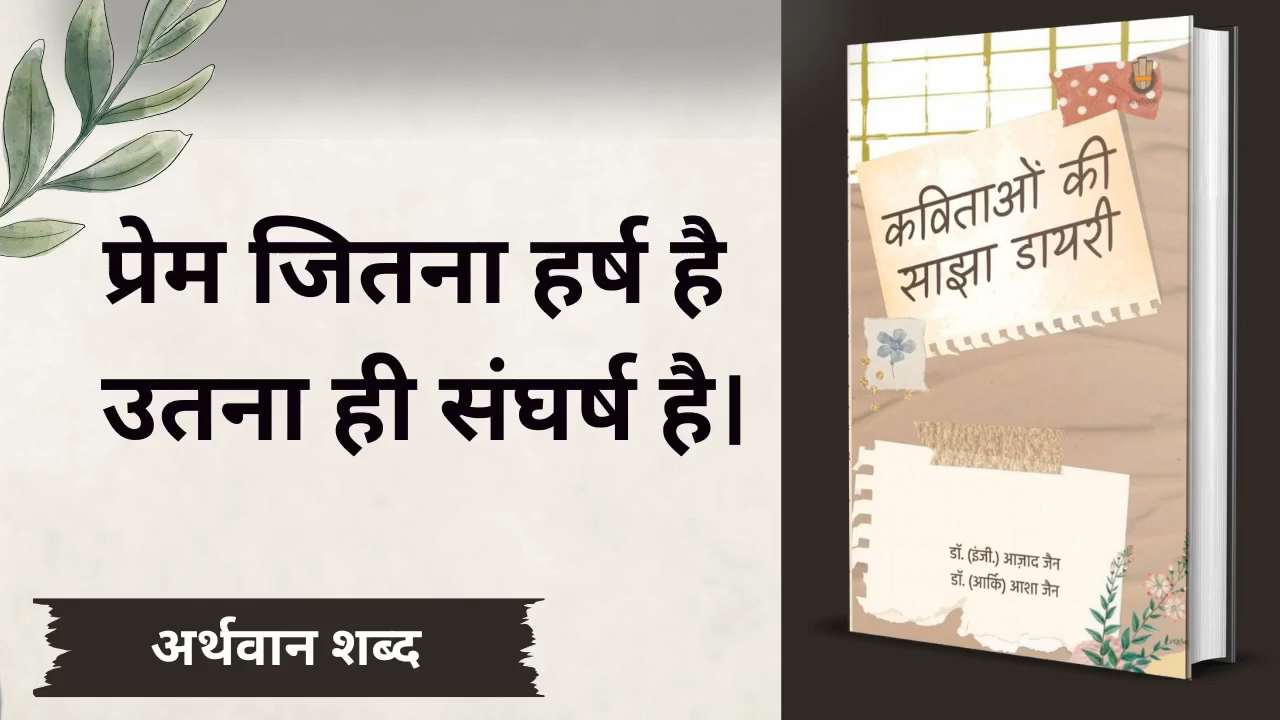 प्रेम जितना हर्ष है
उतना ही संघर्ष है।
अर्थवान शब्द
कविताओं की
साझा डायरी
डॉ. (इंजी.) आज़ाद जैन
डॉ. (आर्कि) आशा जैन